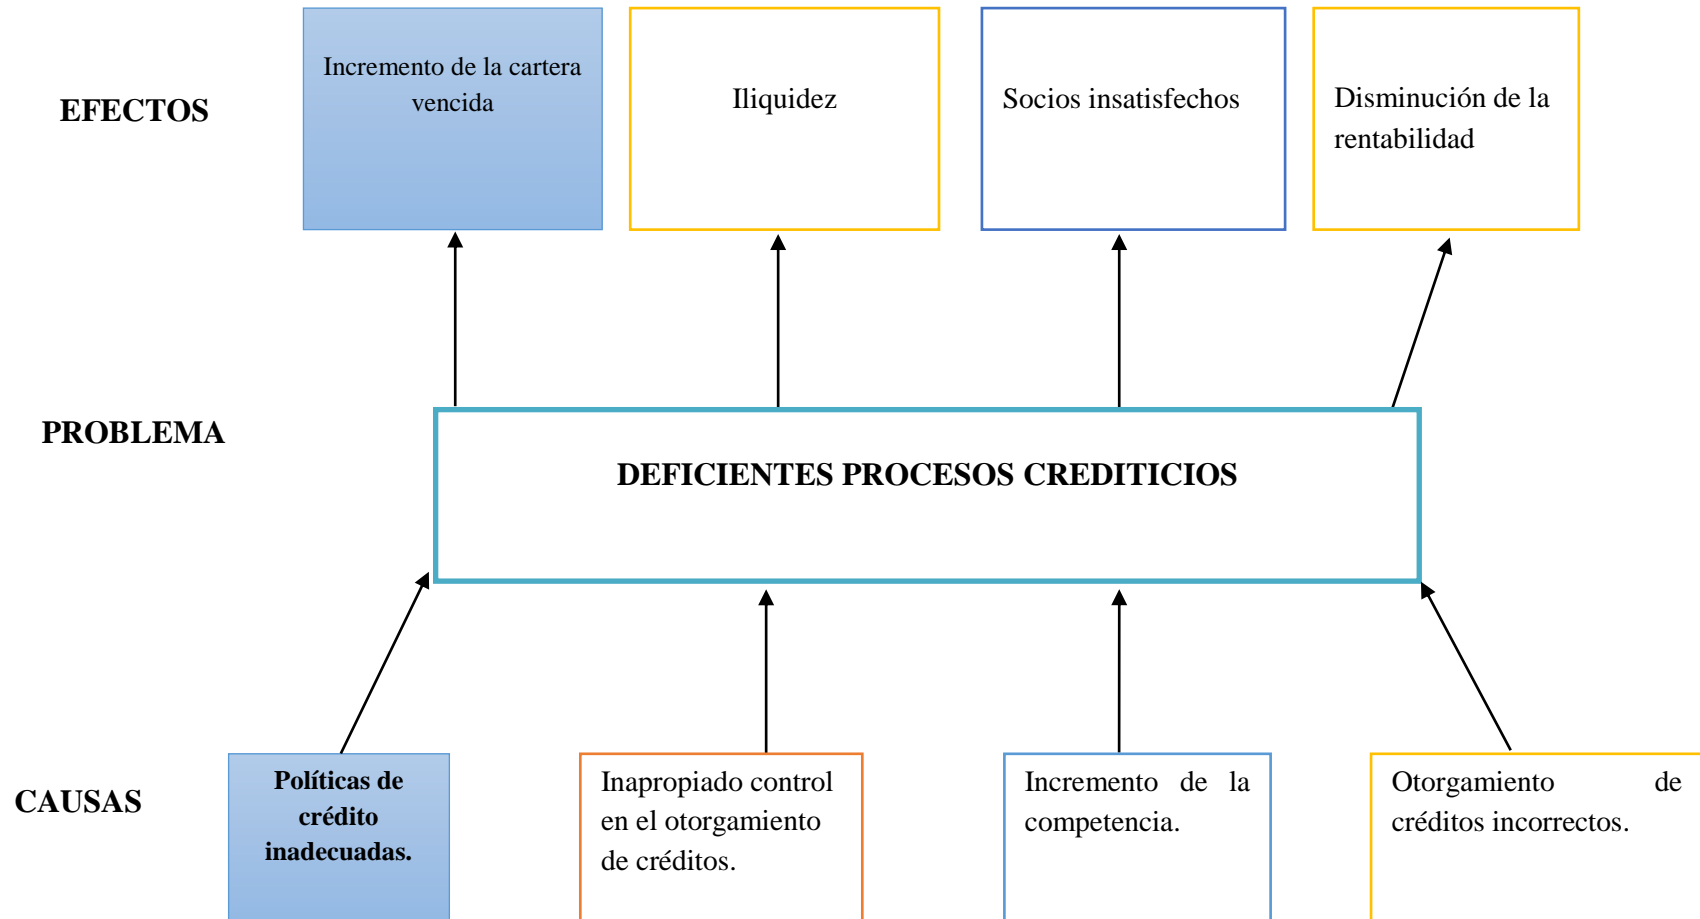 EFECTOS
Incremento de la cartera
vencida
Iliquidez
Socios insatisfechos
Disminución de la
rentabilidad
PROBLEMA
DEFICIENTES PROCESOS CREDITICIOS
CAUSAS
Políticas de
crédito
inadecuadas.
Inapropiado control
en el otorgamiento
de créditos.
Incremento de la
competencia.
Otorgamiento de
créditos incorrectos.